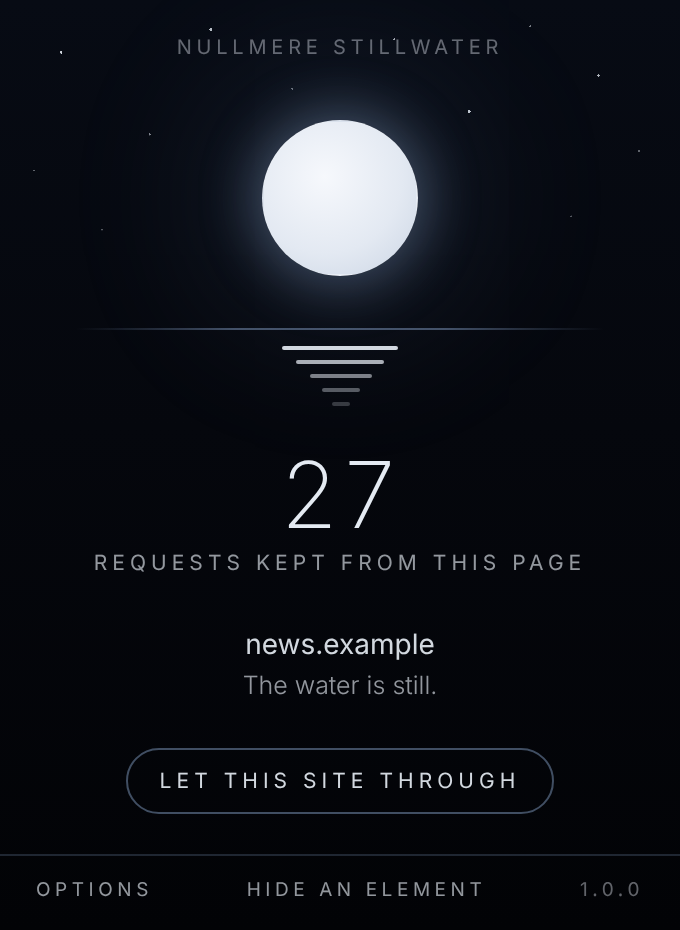 NULLMERE STILLWATER
27
REQUESTS KEPT FROM THIS PAGE
news.example
The water is still.
LET THIS SITE THROUGH
OPTIONS HIDE AN ELEMENT 1.0.0